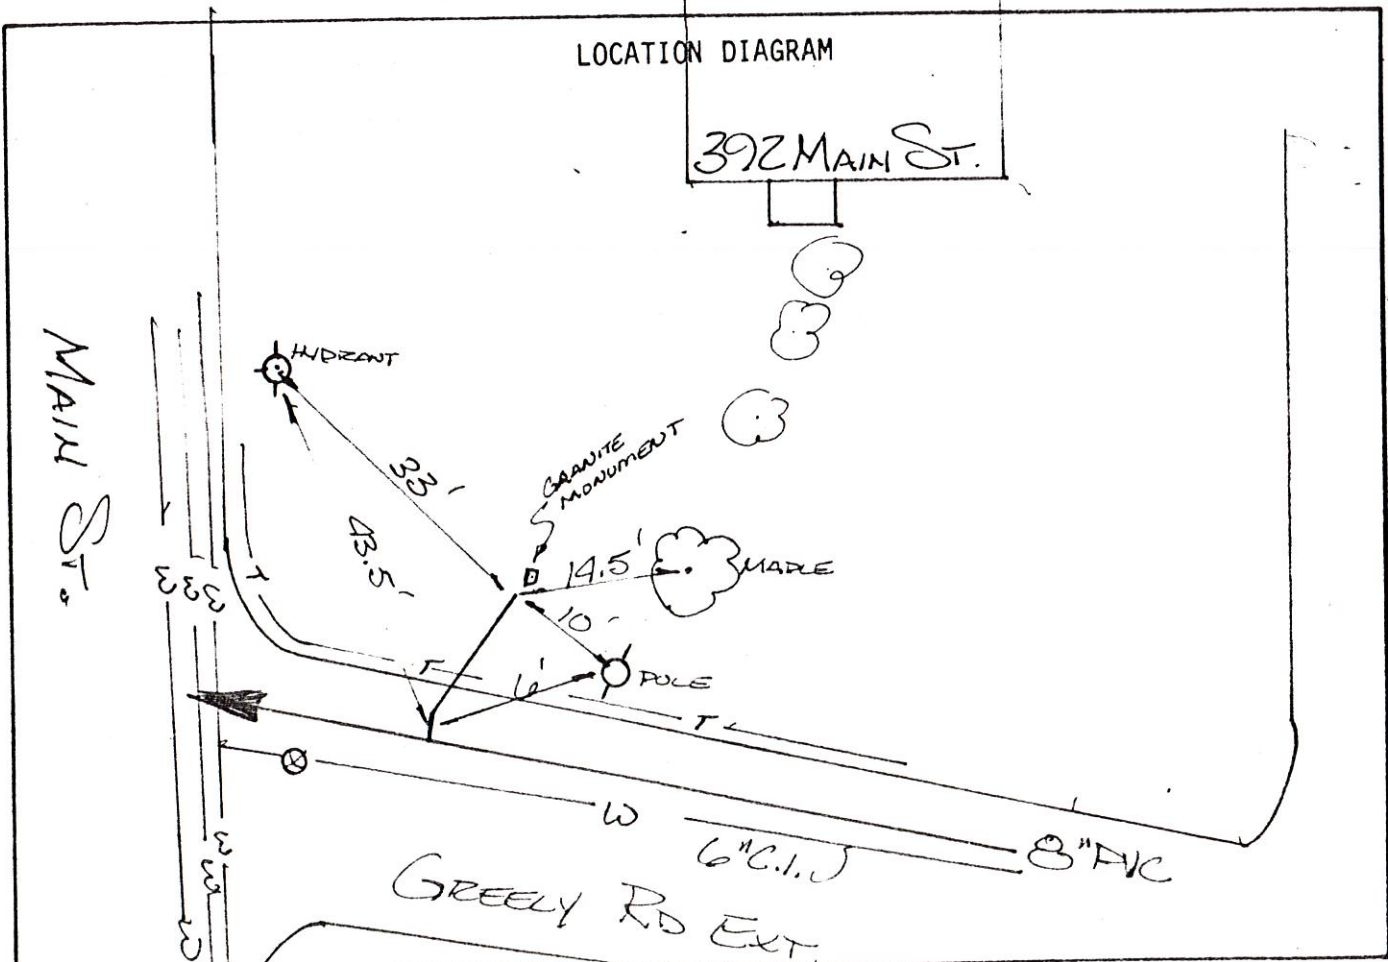 LOCATION DIAGRAM
392 MAIN ST.
HYDRANT
MAIN ST.
33'
GRANITE
MONUMENT
43.5'
14.5'
MAPLE
10'
T
T
16'
POLE
T
W
W
W
W
6" C.I.
8" PVC
W
W
W
GREELY RD EXT.